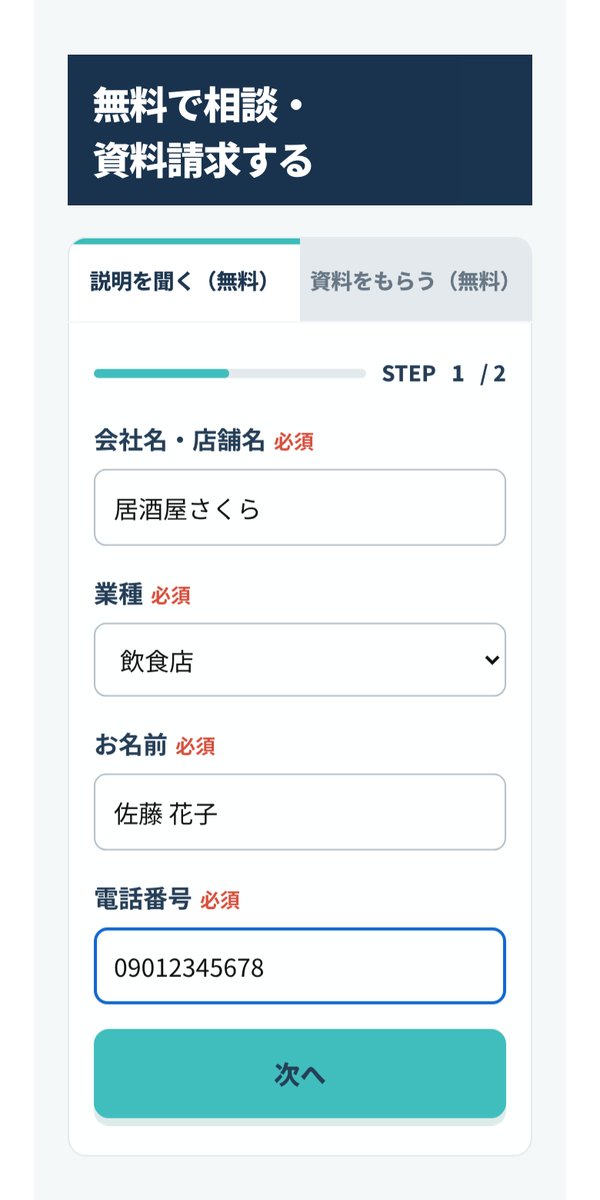 無料で相談・
資料請求する
説明を聞く（無料）
資料をもらう（無料）
STEP 1 / 2
会社名・店舗名 必須
居酒屋さくら
業種 必須
飲食店
お名前 必須
佐藤 花子
電話番号 必須
09012345678
次へ